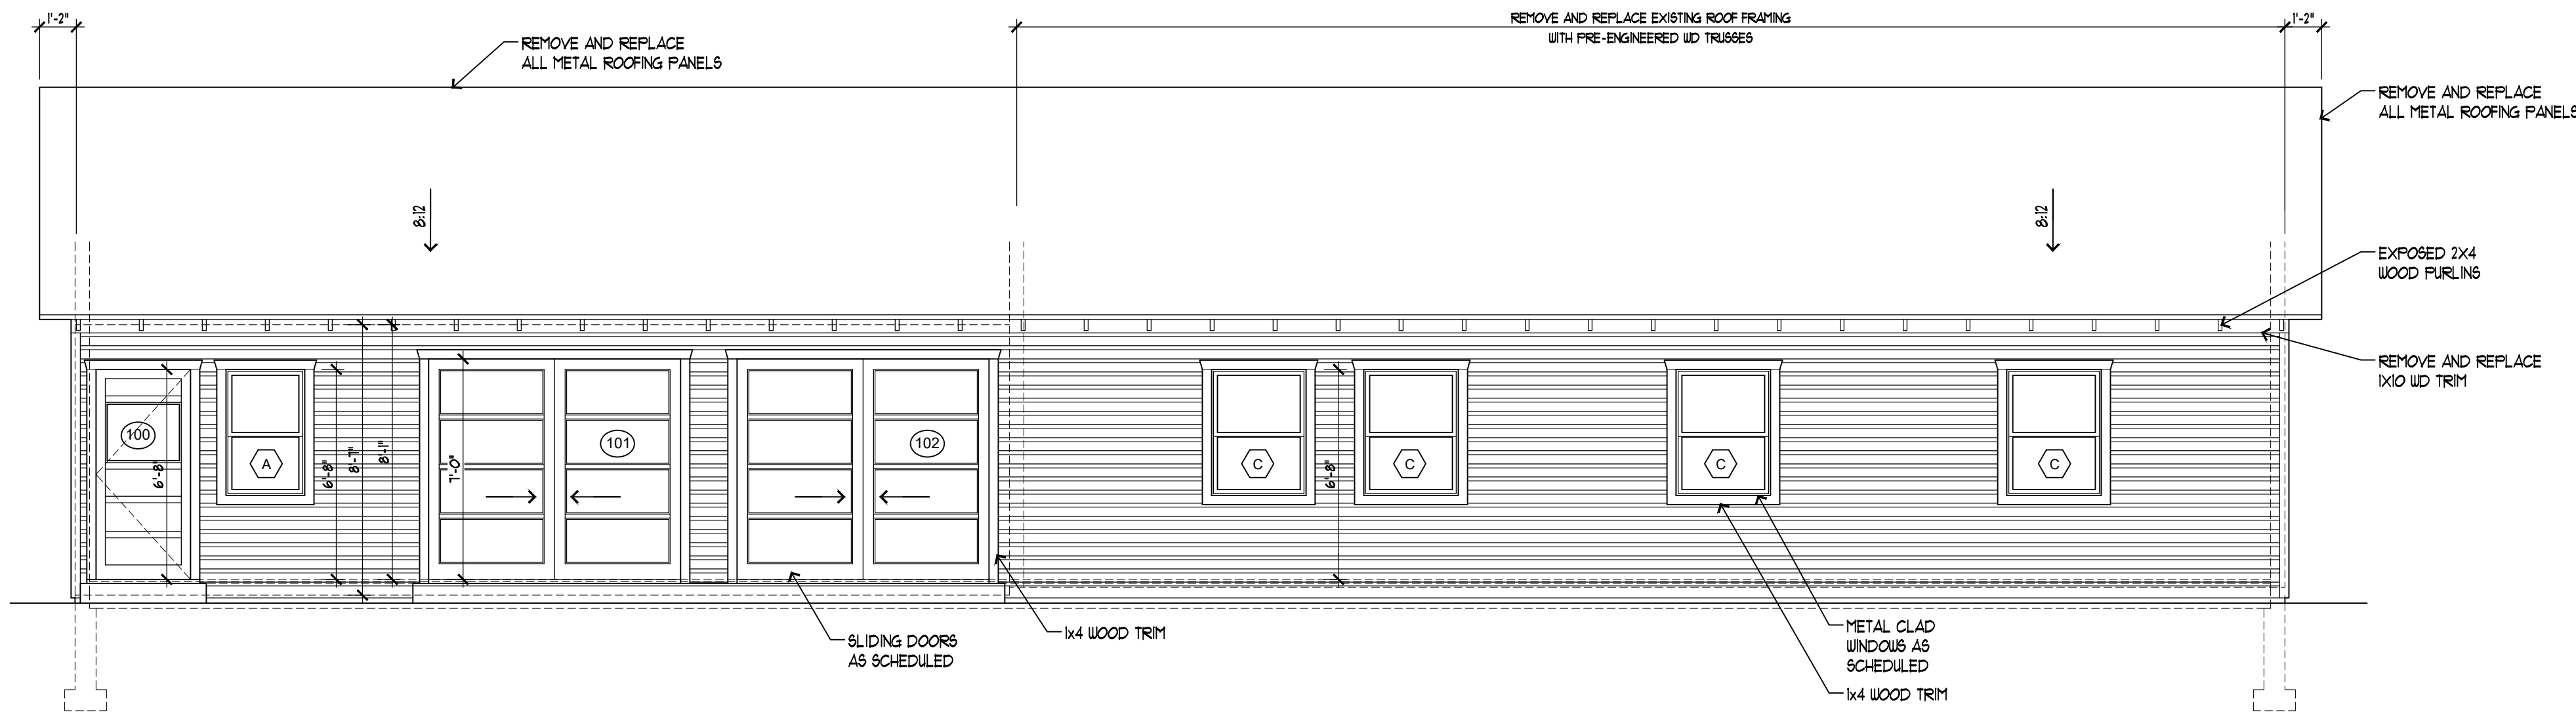 1'-2"
REMOVE AND REPLACE EXISTING ROOF FRAMING
WITH PRE-ENGINEERED WD TRUSSES
1'-2"
REMOVE AND REPLACE
ALL METAL ROOFING PANELS
REMOVE AND REPLACE
ALL METAL ROOFING PANELS
8:12
8:12
EXPOSED 2X4
WOOD PURLINS
REMOVE AND REPLACE
1X10 WD TRIM
100
6'-8"
A
6'-8"
8'-7"
8'-1"
7'-0"
101
102
C
6'-8"
C
C
C
SLIDING DOORS
AS SCHEDULED
1x4 WOOD TRIM
METAL CLAD
WINDOWS AS
SCHEDULED
1x4 WOOD TRIM